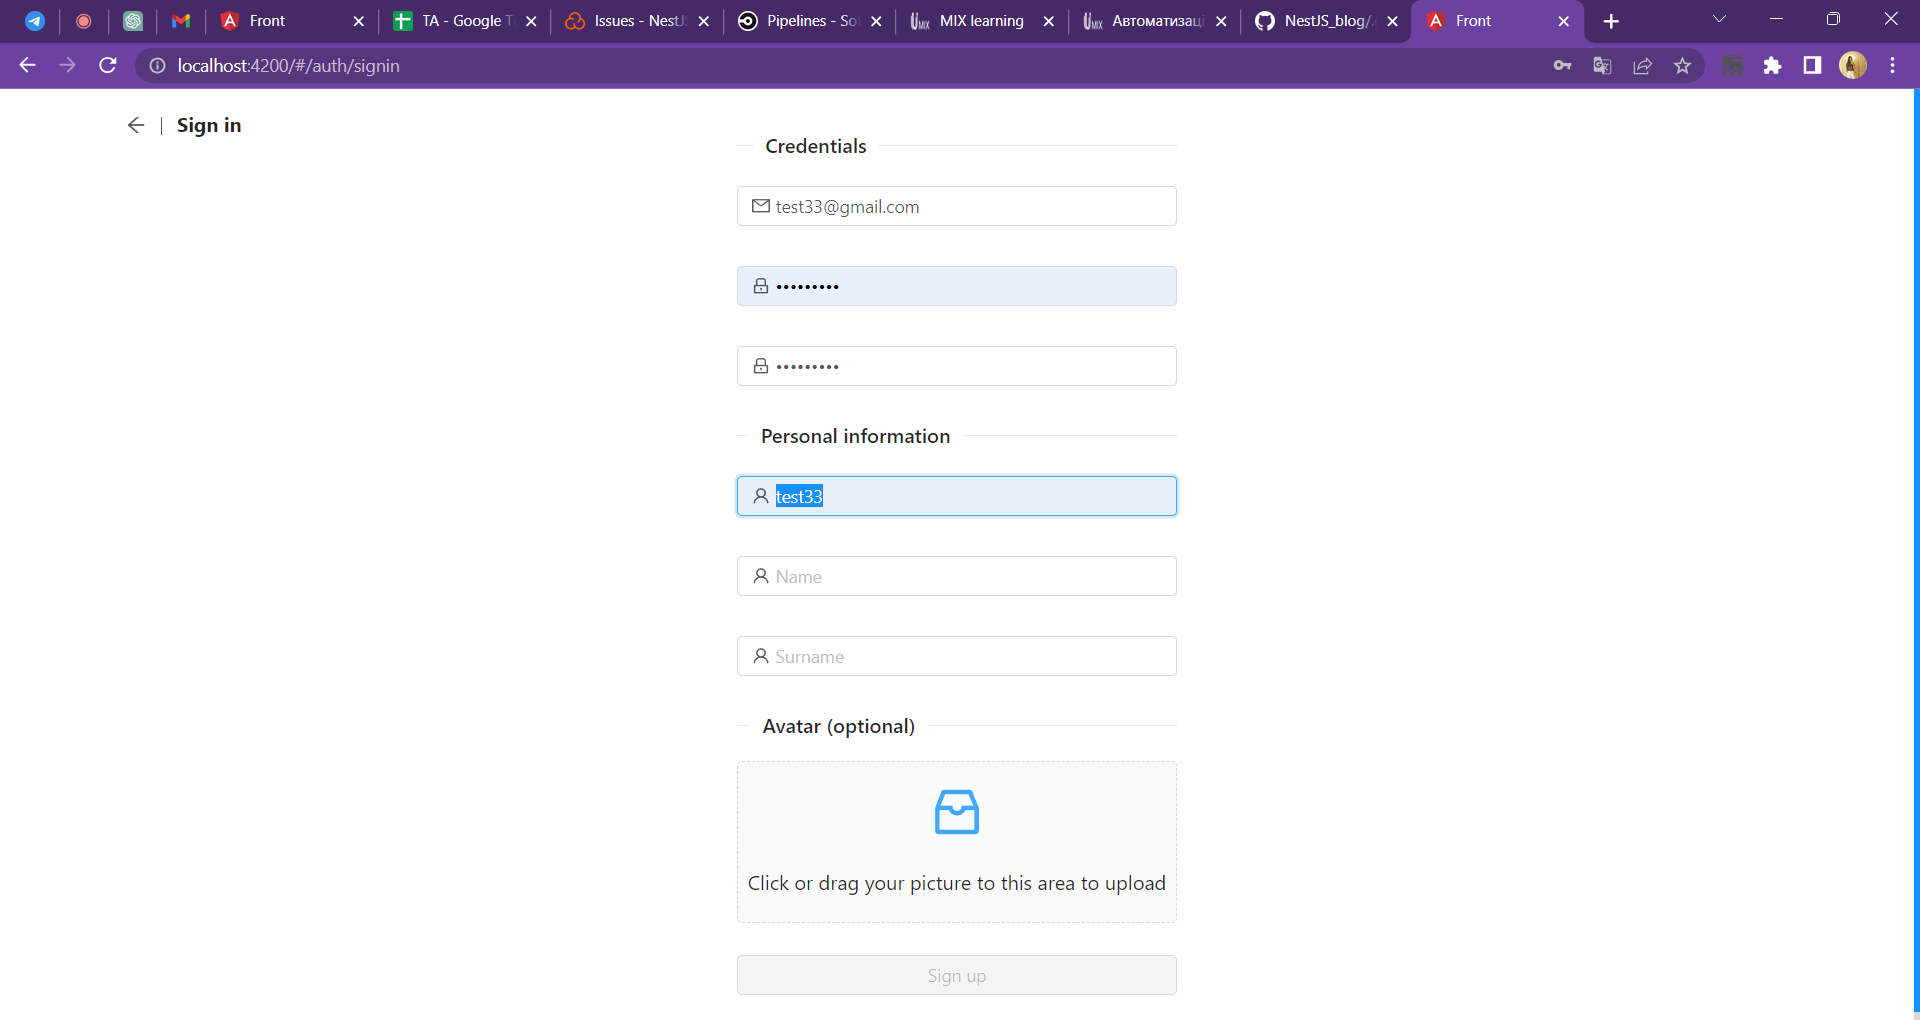 Front
TA - Google T
Issues - NestJS
Pipelines - So
MIX learning
Автоматизаці
NestJS_blog/.
Front
localhost:4200/#/auth/signin
Sign in
Credentials
test33@gmail.com
•••••••••
•••••••••
Personal information
test33
Name
Surname
Avatar (optional)
Click or drag your picture to this area to upload
Sign up